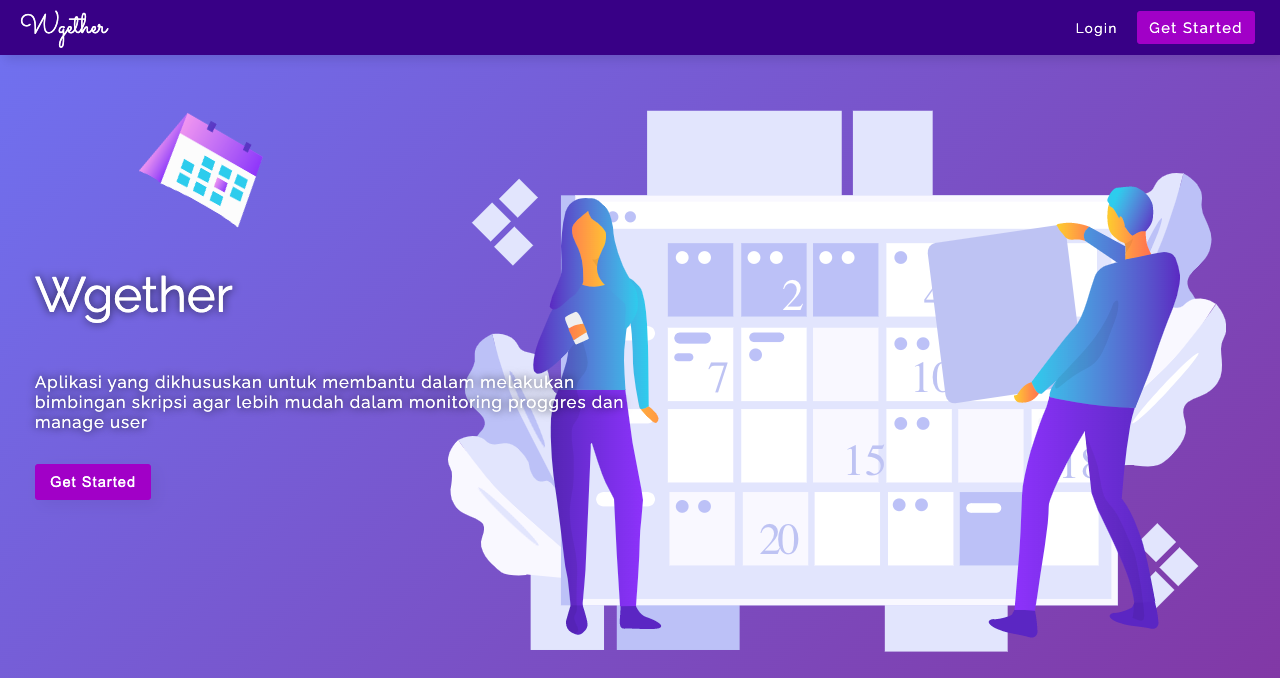 Wgether
Login
Get Started
Wgether
Aplikasi yang dikhususkan untuk membantu dalam melakukan
bimbingan skripsi agar lebih mudah dalam monitoring proggres dan
manage user
Get Started
2
4
7
10
15
18
20